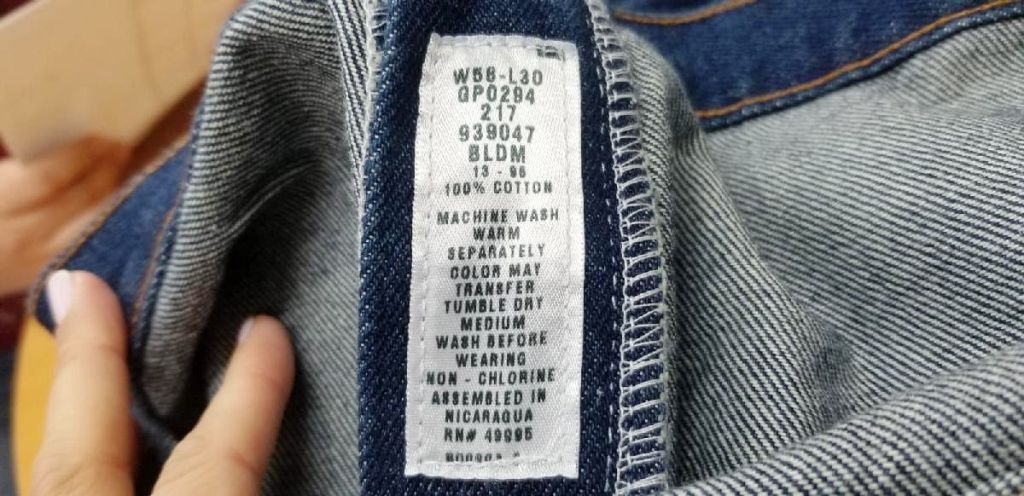 W56-L30
GP0294
217
939047
BLDM
13 - 96
100% COTTON
MACHINE WASH
WARM
SEPARATELY
COLOR MAY
TRANSFER
TUMBLE DRY
MEDIUM
WASH BEFORE
WEARING
NON - CHLORINE
ASSEMBLED IN
NICARAGUA
RN# 49995